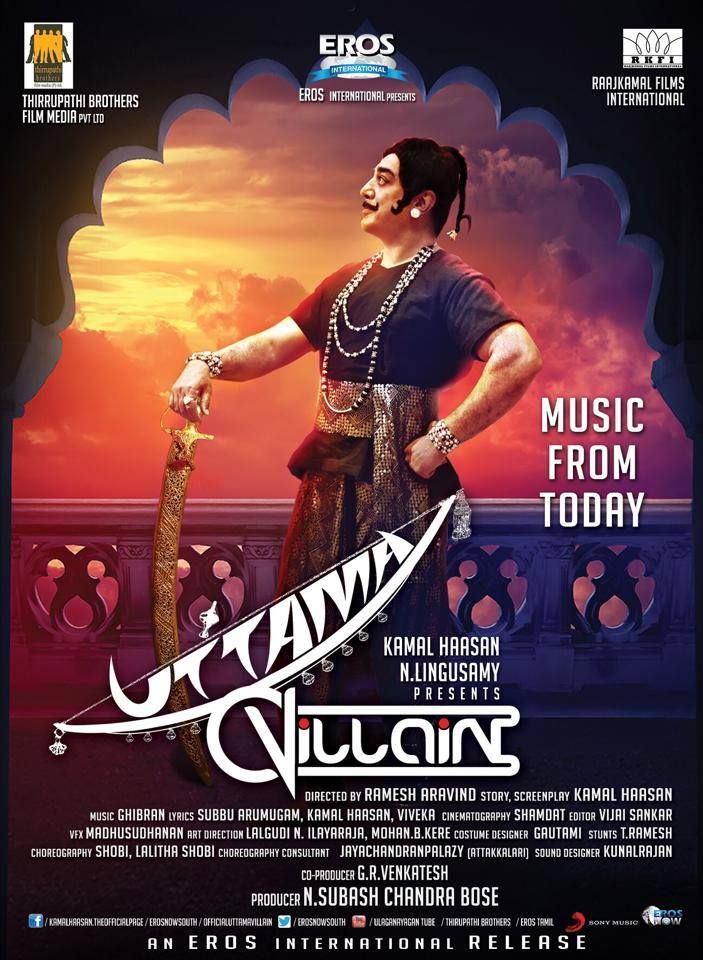 thirrupathi
brothers
THIRRUPATHI BROTHERS
FILM MEDIA PVT LTD
EROS
INTERNATIONAL
EROS INTERNATIONAL PRESENTS
RKFI
RAAJKAMAL FILMS INTERNATIONAL
RAAJKAMAL FILMS
INTERNATIONAL
MUSIC
FROM
TODAY
UTTAMA
VILLAIN
KAMAL HAASAN
N.LINGUSAMY
PRESENTS
DIRECTED BY RAMESH ARAVIND STORY, SCREENPLAY KAMAL HAASAN
MUSIC GHIBRAN LYRICS SUBBU ARUMUGAM, KAMAL HAASAN, VIVEKA CINEMATOGRAPHY SHAMDAT EDITOR VIJAI SANKAR
VFX MADHUSUDHANAN ART DIRECTION LALGUDI N. ILAYARAJA, MOHAN.B.KERE COSTUME DESIGNER GAUTAMI STUNTS T.RAMESH
CHOREOGRAPHY SHOBI, LALITHA SHOBI CHOREOGRAPHY CONSULTANT JAYACHANDRANPALAZY (ATTAKKALARI) SOUND DESIGNER KUNALRAJAN
CO-PRODUCER G.R.VENKATESH
PRODUCER N.SUBASH CHANDRA BOSE
/KAMALHAASAN.THEOFFICIALPAGE / EROSNOWSOUTH / OFFICIALUTTAMAVILLAIN / EROSNOWSOUTH / ULAGANAYAGAN TUBE / THIRUPATHI BROTHERS / EROS TAMIL SONY MUSIC EROS NOW
AN EROS INTERNATIONAL RELEASE